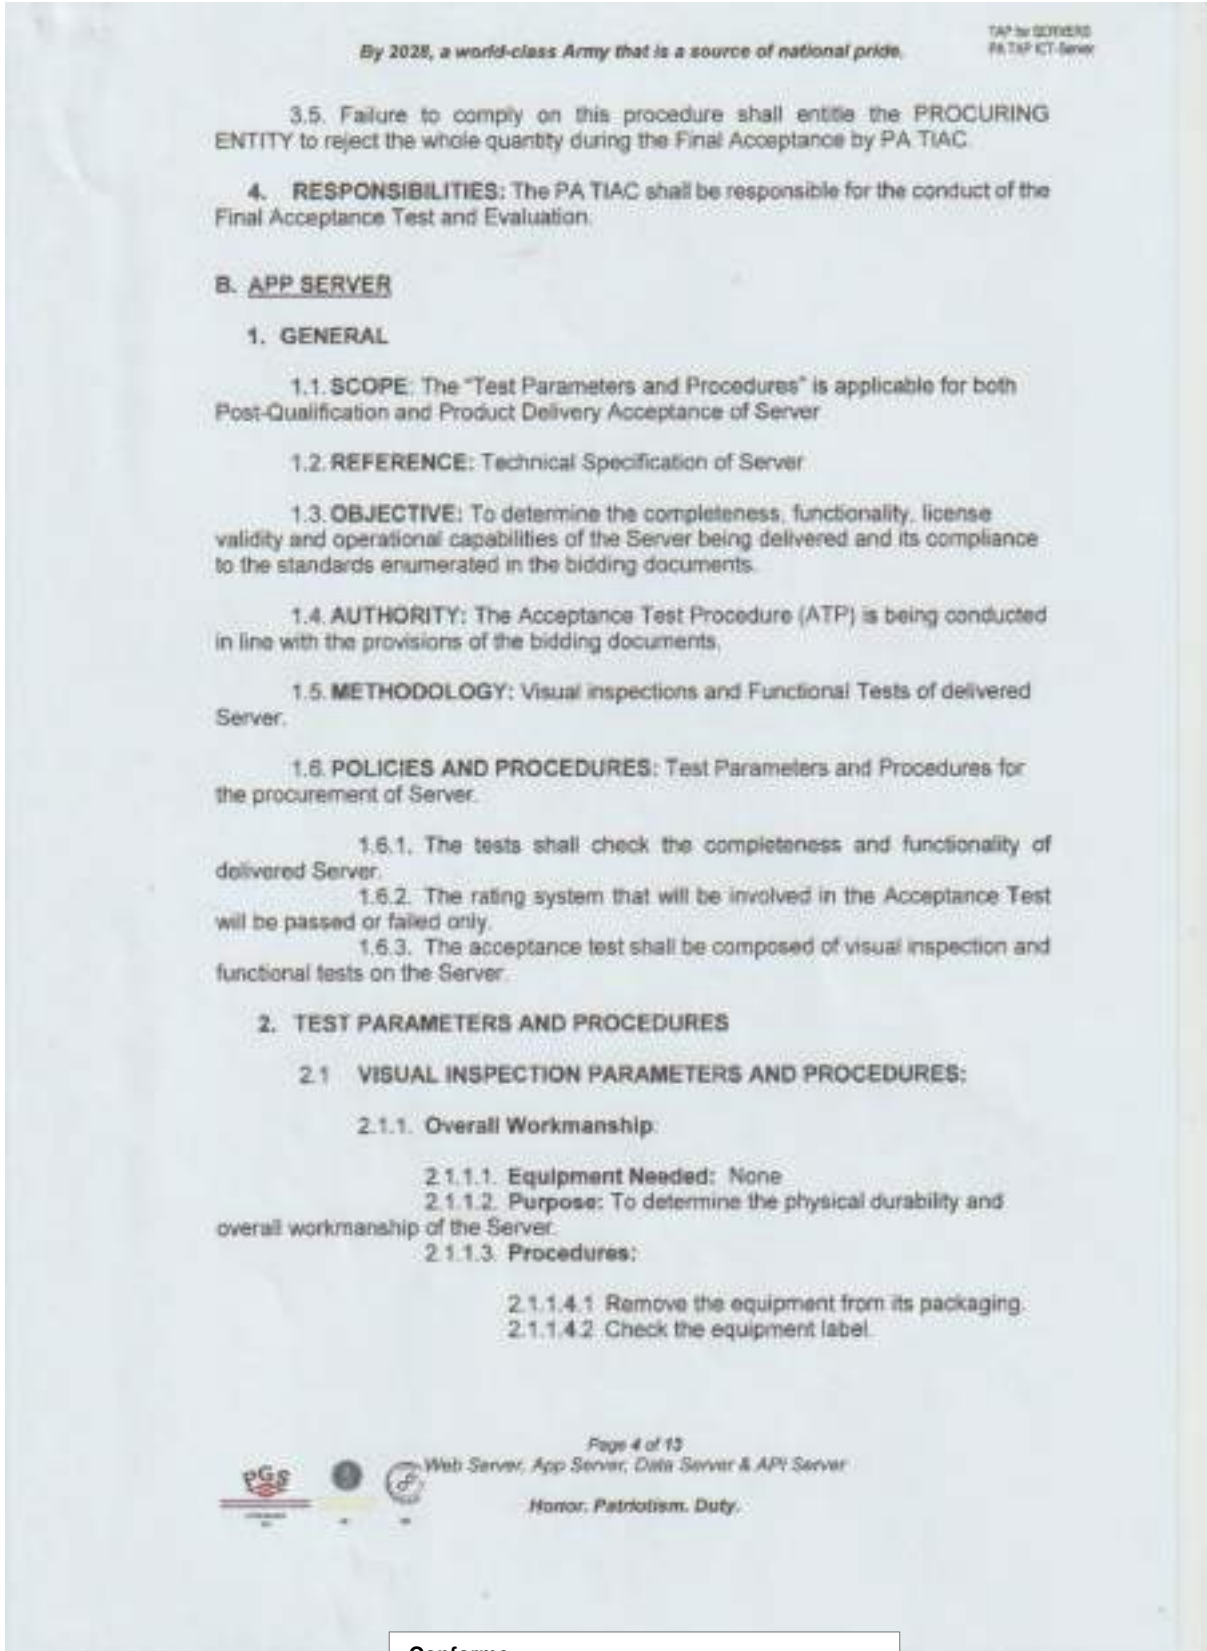 TAP for SERVERS
PA TAP ICT-Server
By 2028, a world-class Army that is a source of national pride.
3.5. Failure to comply on this procedure shall entitle the PROCURING
ENTITY to reject the whole quantity during the Final Acceptance by PA TIAC.
4. RESPONSIBILITIES: The PA TIAC shall be responsible for the conduct of the
Final Acceptance Test and Evaluation.
B. APP SERVER
1. GENERAL
1.1. SCOPE: The "Test Parameters and Procedures" is applicable for both
Post-Qualification and Product Delivery Acceptance of Server
1.2. REFERENCE: Technical Specification of Server
1.3. OBJECTIVE: To determine the completeness, functionality, license
validity and operational capabilities of the Server being delivered and its compliance
to the standards enumerated in the bidding documents.
1.4. AUTHORITY: The Acceptance Test Procedure (ATP) is being conducted
in line with the provisions of the bidding documents.
1.5. METHODOLOGY: Visual inspections and Functional Tests of delivered
Server.
1.6. POLICIES AND PROCEDURES: Test Parameters and Procedures for
the procurement of Server.
1.6.1. The tests shall check the completeness and functionality of
delivered Server.
1.6.2. The rating system that will be involved in the Acceptance Test
will be passed or failed only.
1.6.3. The acceptance test shall be composed of visual inspection and
functional tests on the Server.
2. TEST PARAMETERS AND PROCEDURES
2.1 VISUAL INSPECTION PARAMETERS AND PROCEDURES:
2.1.1. Overall Workmanship:
2.1.1.1. Equipment Needed: None
2.1.1.2. Purpose: To determine the physical durability and
overall workmanship of the Server.
2.1.1.3. Procedures:
2.1.1.4.1 Remove the equipment from its packaging.
2.1.1.4.2 Check the equipment label.
Page 4 of 13
Web Server, App Server, Data Server & API Server
PGS
Honor. Patriotism. Duty.